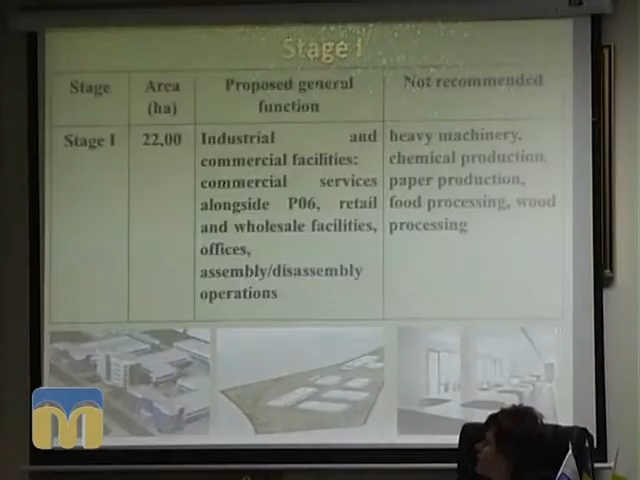 Stage I
Stage
Area
(ha)
Proposed general
function
Not recommended
Stage I
22,00
Industrial and
commercial facilities:
commercial services
alongside P06, retail
and wholesale facilities,
offices,
assembly/disassembly
operations
heavy machinery,
chemical production,
paper production,
food processing, wood
processing
m